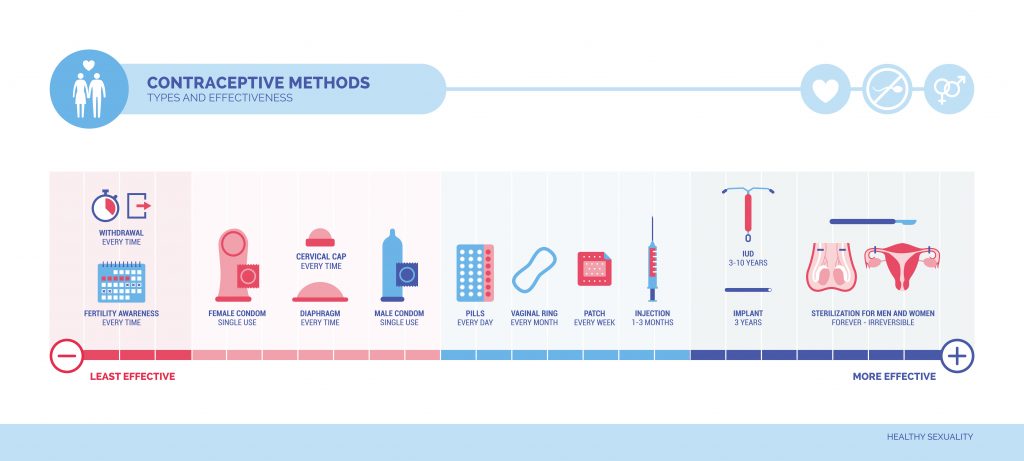 CONTRACEPTIVE METHODS
TYPES AND EFFECTIVENESS
WITHDRAWAL
EVERY TIME
FERTILITY AWARENESS
EVERY TIME
FEMALE CONDOM
SINGLE USE
CERVICAL CAP
EVERY TIME
DIAPHRAGM
EVERY TIME
MALE CONDOM
SINGLE USE
PILLS
EVERY DAY
VAGINAL RING
EVERY MONTH
PATCH
EVERY WEEK
INJECTION
1-3 MONTHS
IUD
3-10 YEARS
IMPLANT
3 YEARS
STERILIZATION FOR MEN AND WOMEN
FOREVER - IRREVERSIBLE
LEAST EFFECTIVE
MORE EFFECTIVE
HEALTHY SEXUALITY